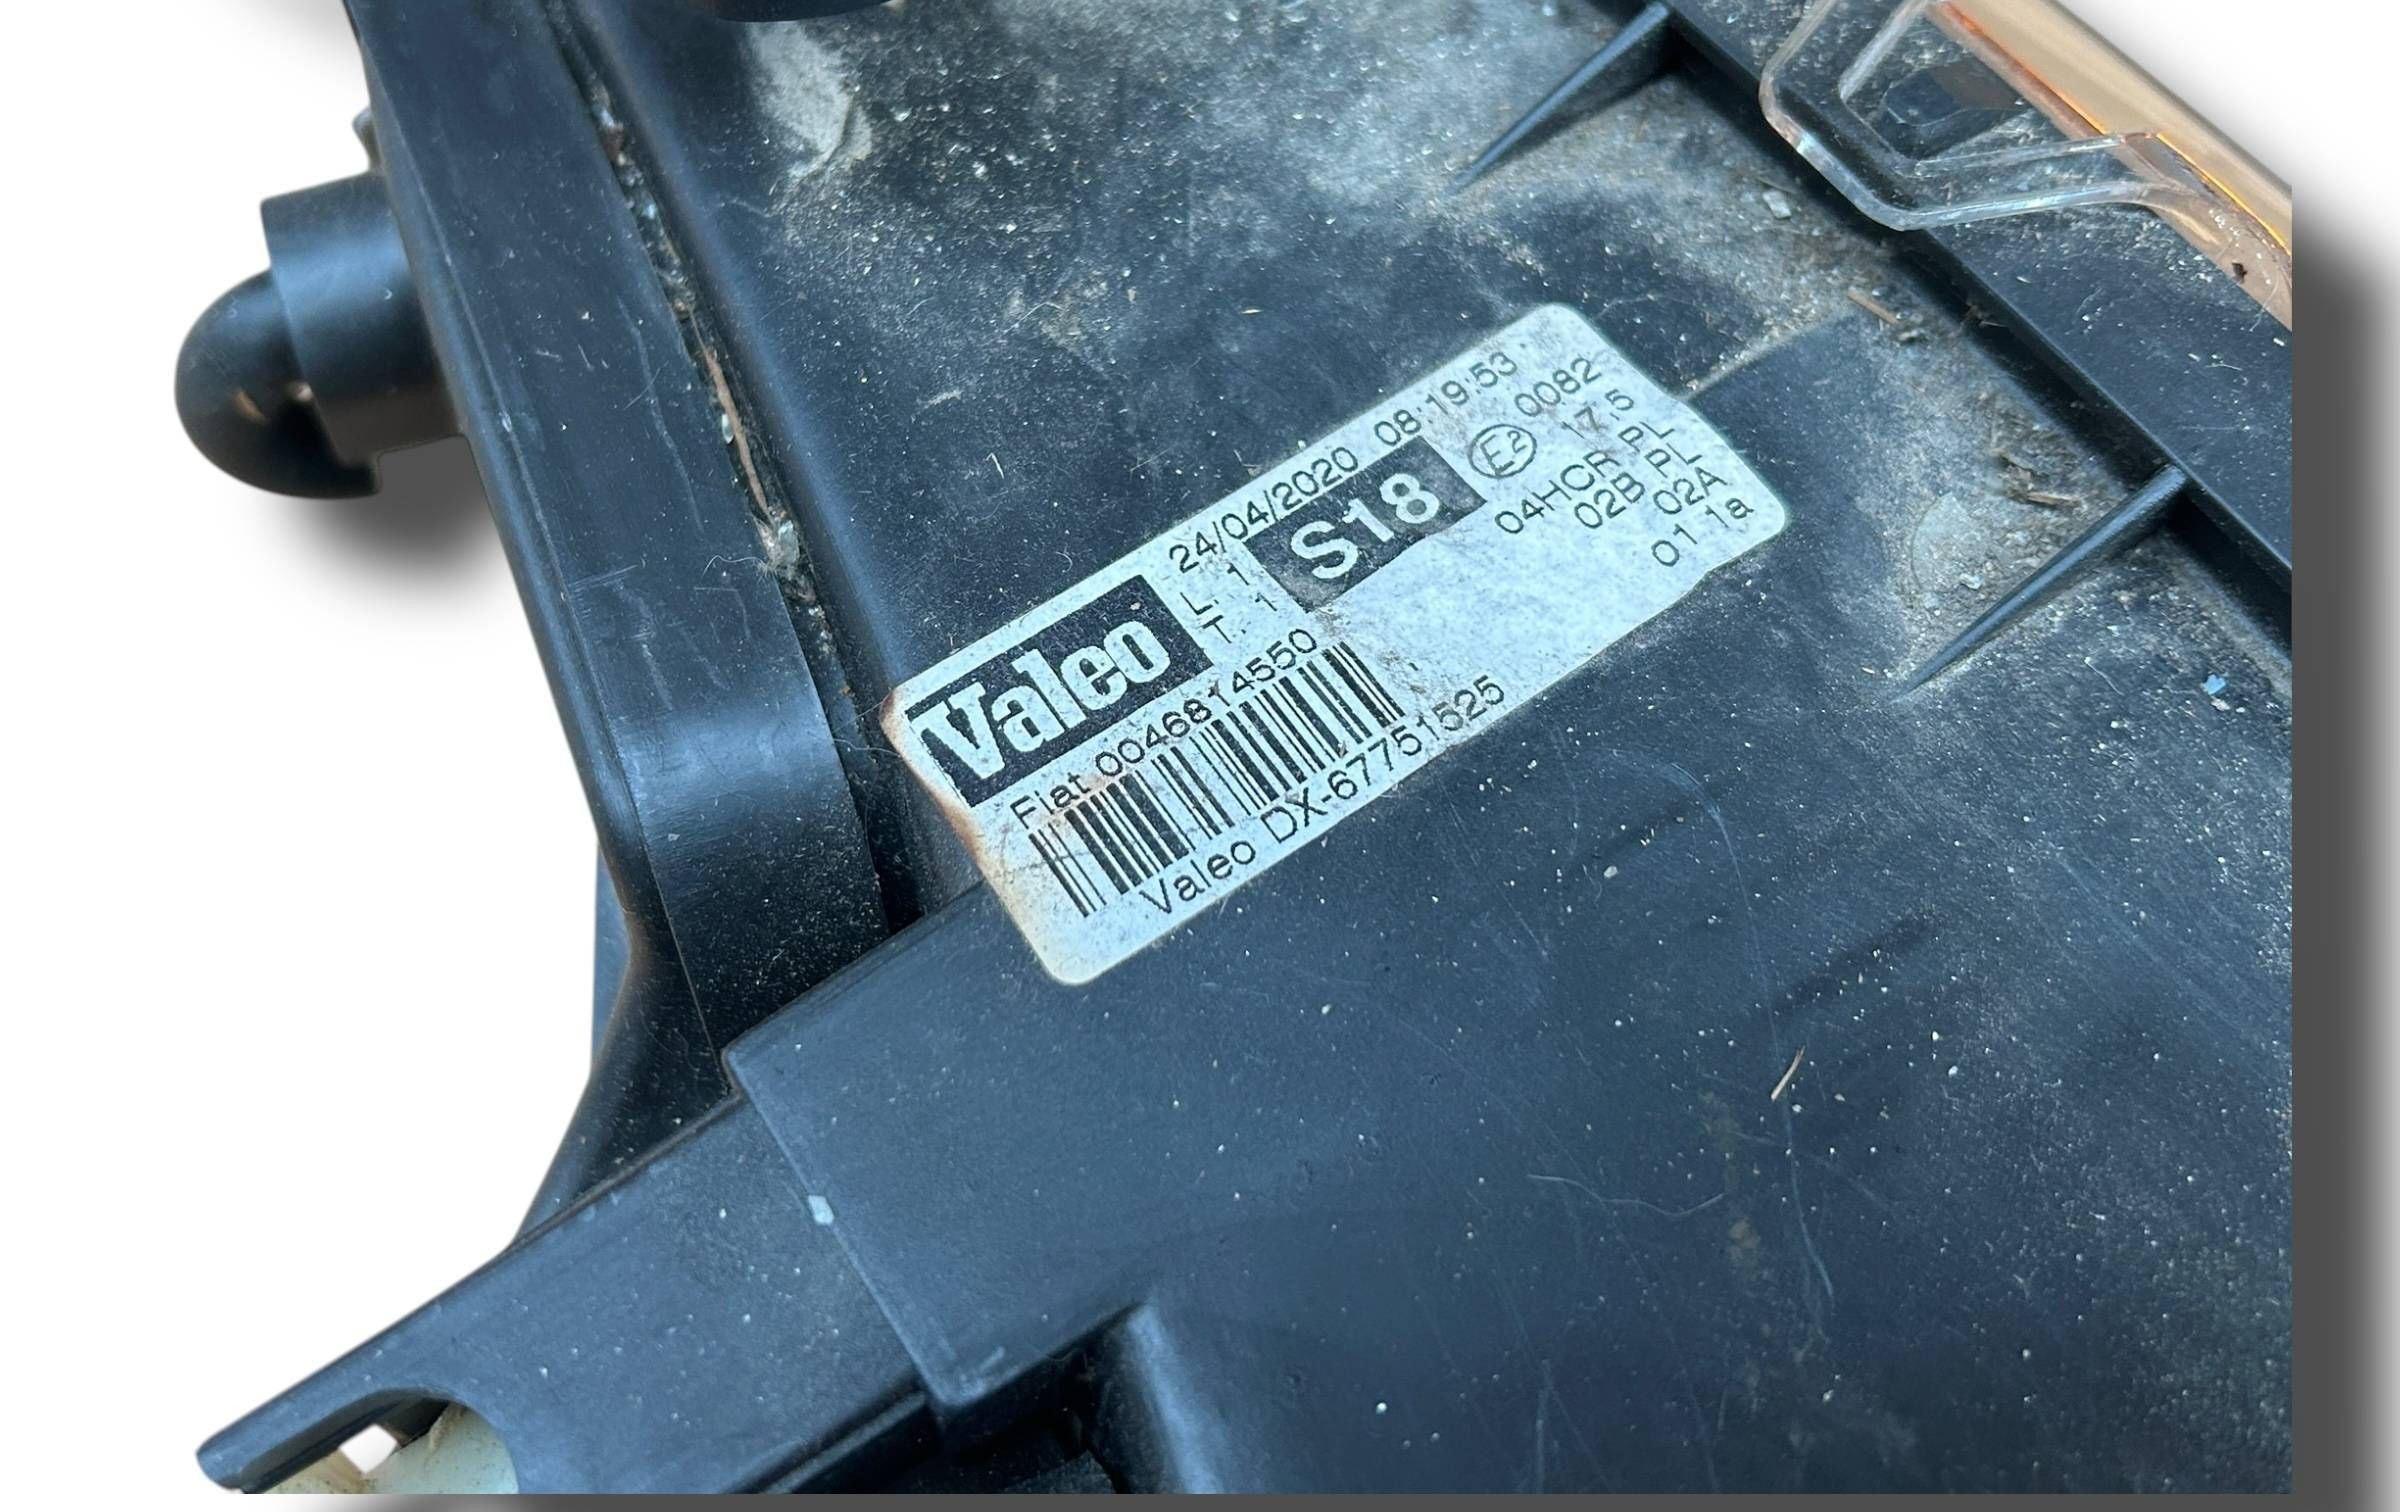 24/04/2020 08:19:53
Valeo
L. 1
T. 1
S18
E2 0082
17.5
04HCR PL
02B PL
02A
01 1a
Fiat 0046814550
Valeo DX-67751525